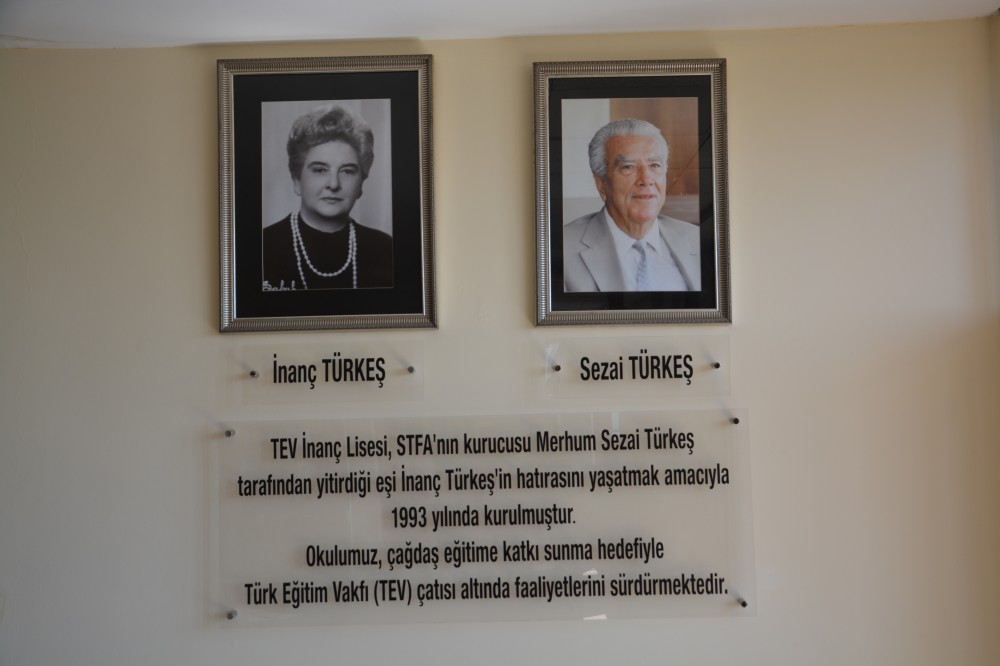 İnanç TÜRKEŞ
Sezai TÜRKEŞ
TEV İnanç Lisesi, STFA'nın kurucusu Merhum Sezai Türkeş
tarafından yitirdiği eşi İnanç Türkeş'in hatırasını yaşatmak amacıyla
1993 yılında kurulmuştur.
Okulumuz, çağdaş eğitime katkı sunma hedefiyle
Türk Eğitim Vakfı (TEV) çatısı altında faaliyetlerini sürdürmektedir.